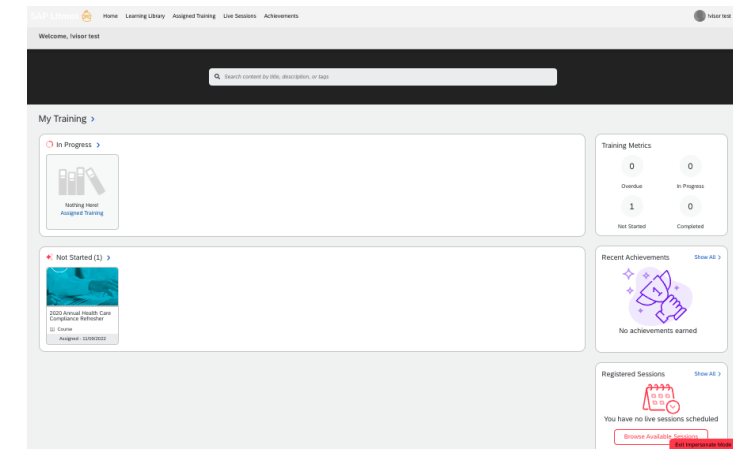 Home Learning Library Assigned Training Live Sessions Achievements
Welcome, !visor test
Search content by title, description, or tags
My Training >
In Progress >
Nothing Here!
Assigned Training
Not Started (1) >
2020 Annual Health Care
Compliance Refresher
Course
Assigned - 11/09/2022
Training Metrics
0 0
Overdue In Progress
1 0
Not Started Completed
Recent Achievements Show All >
1
No achievements earned
Registered Sessions Show All >
You have no live sessions scheduled
Browse Available Sessions
Exit Impersonate Mode